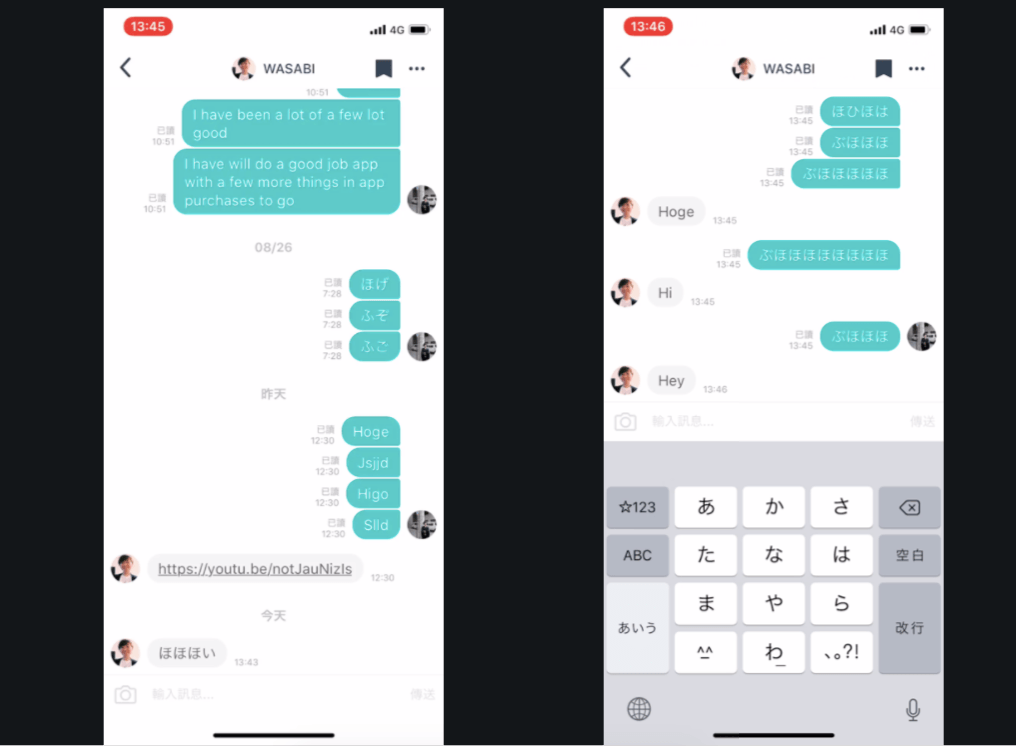 13:45
4G
WASABI
10:51
I have been a lot of a few lot
good
已讀
10:51
I have will do a good job app
with a few more things in app
purchases to go
已讀
10:51
08/26
已讀
7:28
ほげ
已讀
7:28
ふぞ
已讀
7:28
ふご
昨天
已讀
12:30
Hoge
已讀
12:30
Jsjjd
已讀
12:30
Higo
已讀
12:30
Slld
https://youtu.be/notJauNizIs
12:30
今天
ほほほい
13:43
輸入訊息...
傳送
13:46
4G
WASABI
已讀
13:45
ほひほは
已讀
13:45
ぶほほほ
已讀
13:45
ぶほほほほほ
Hoge
13:45
已讀
13:45
ぶほほほほほほほほ
Hi
13:45
已讀
13:45
ぶほほほ
Hey
13:46
輸入訊息...
傳送
☆123
あ
か
さ
ABC
た
な
は
空白
あいう
ま
や
ら
改行
^^
わ
､｡?!